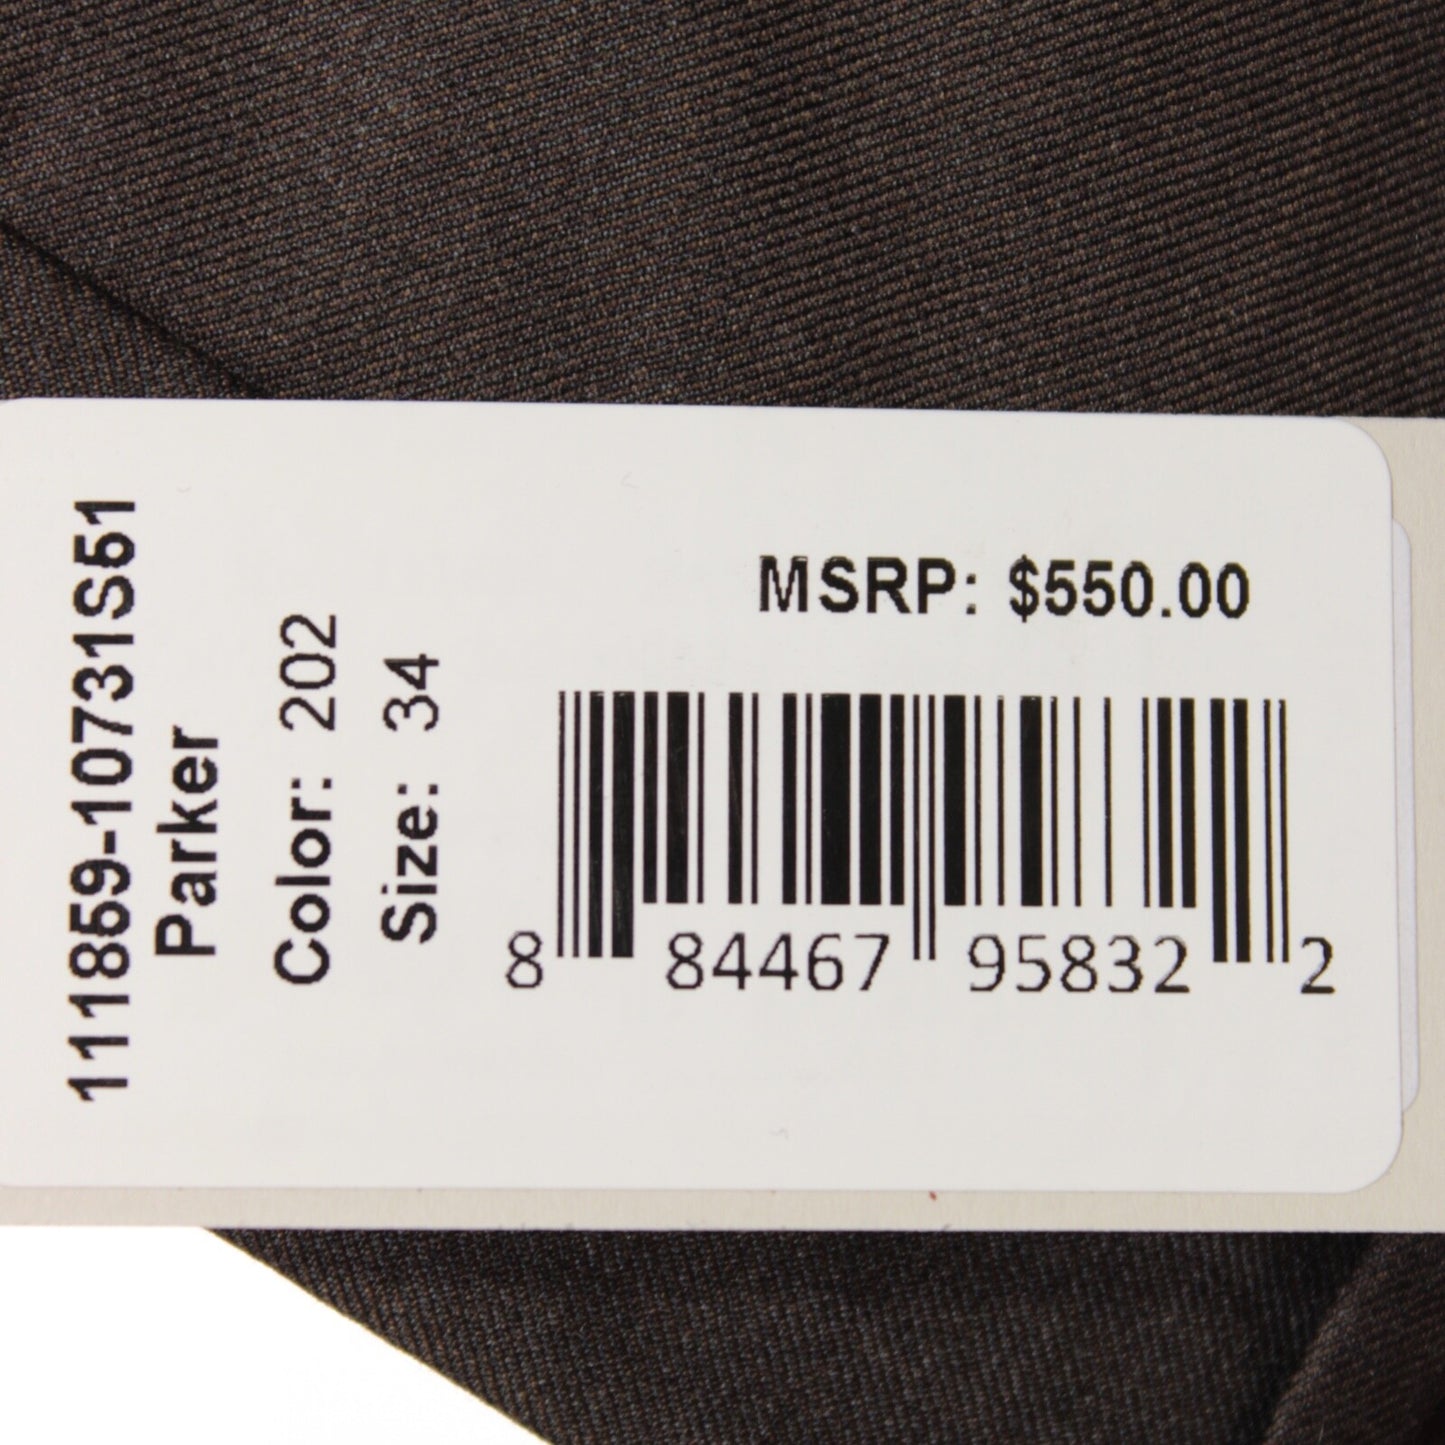 111859-10731S51
Parker
Color: 202
Size: 34
MSRP: $550.00
8 84467 95832 2